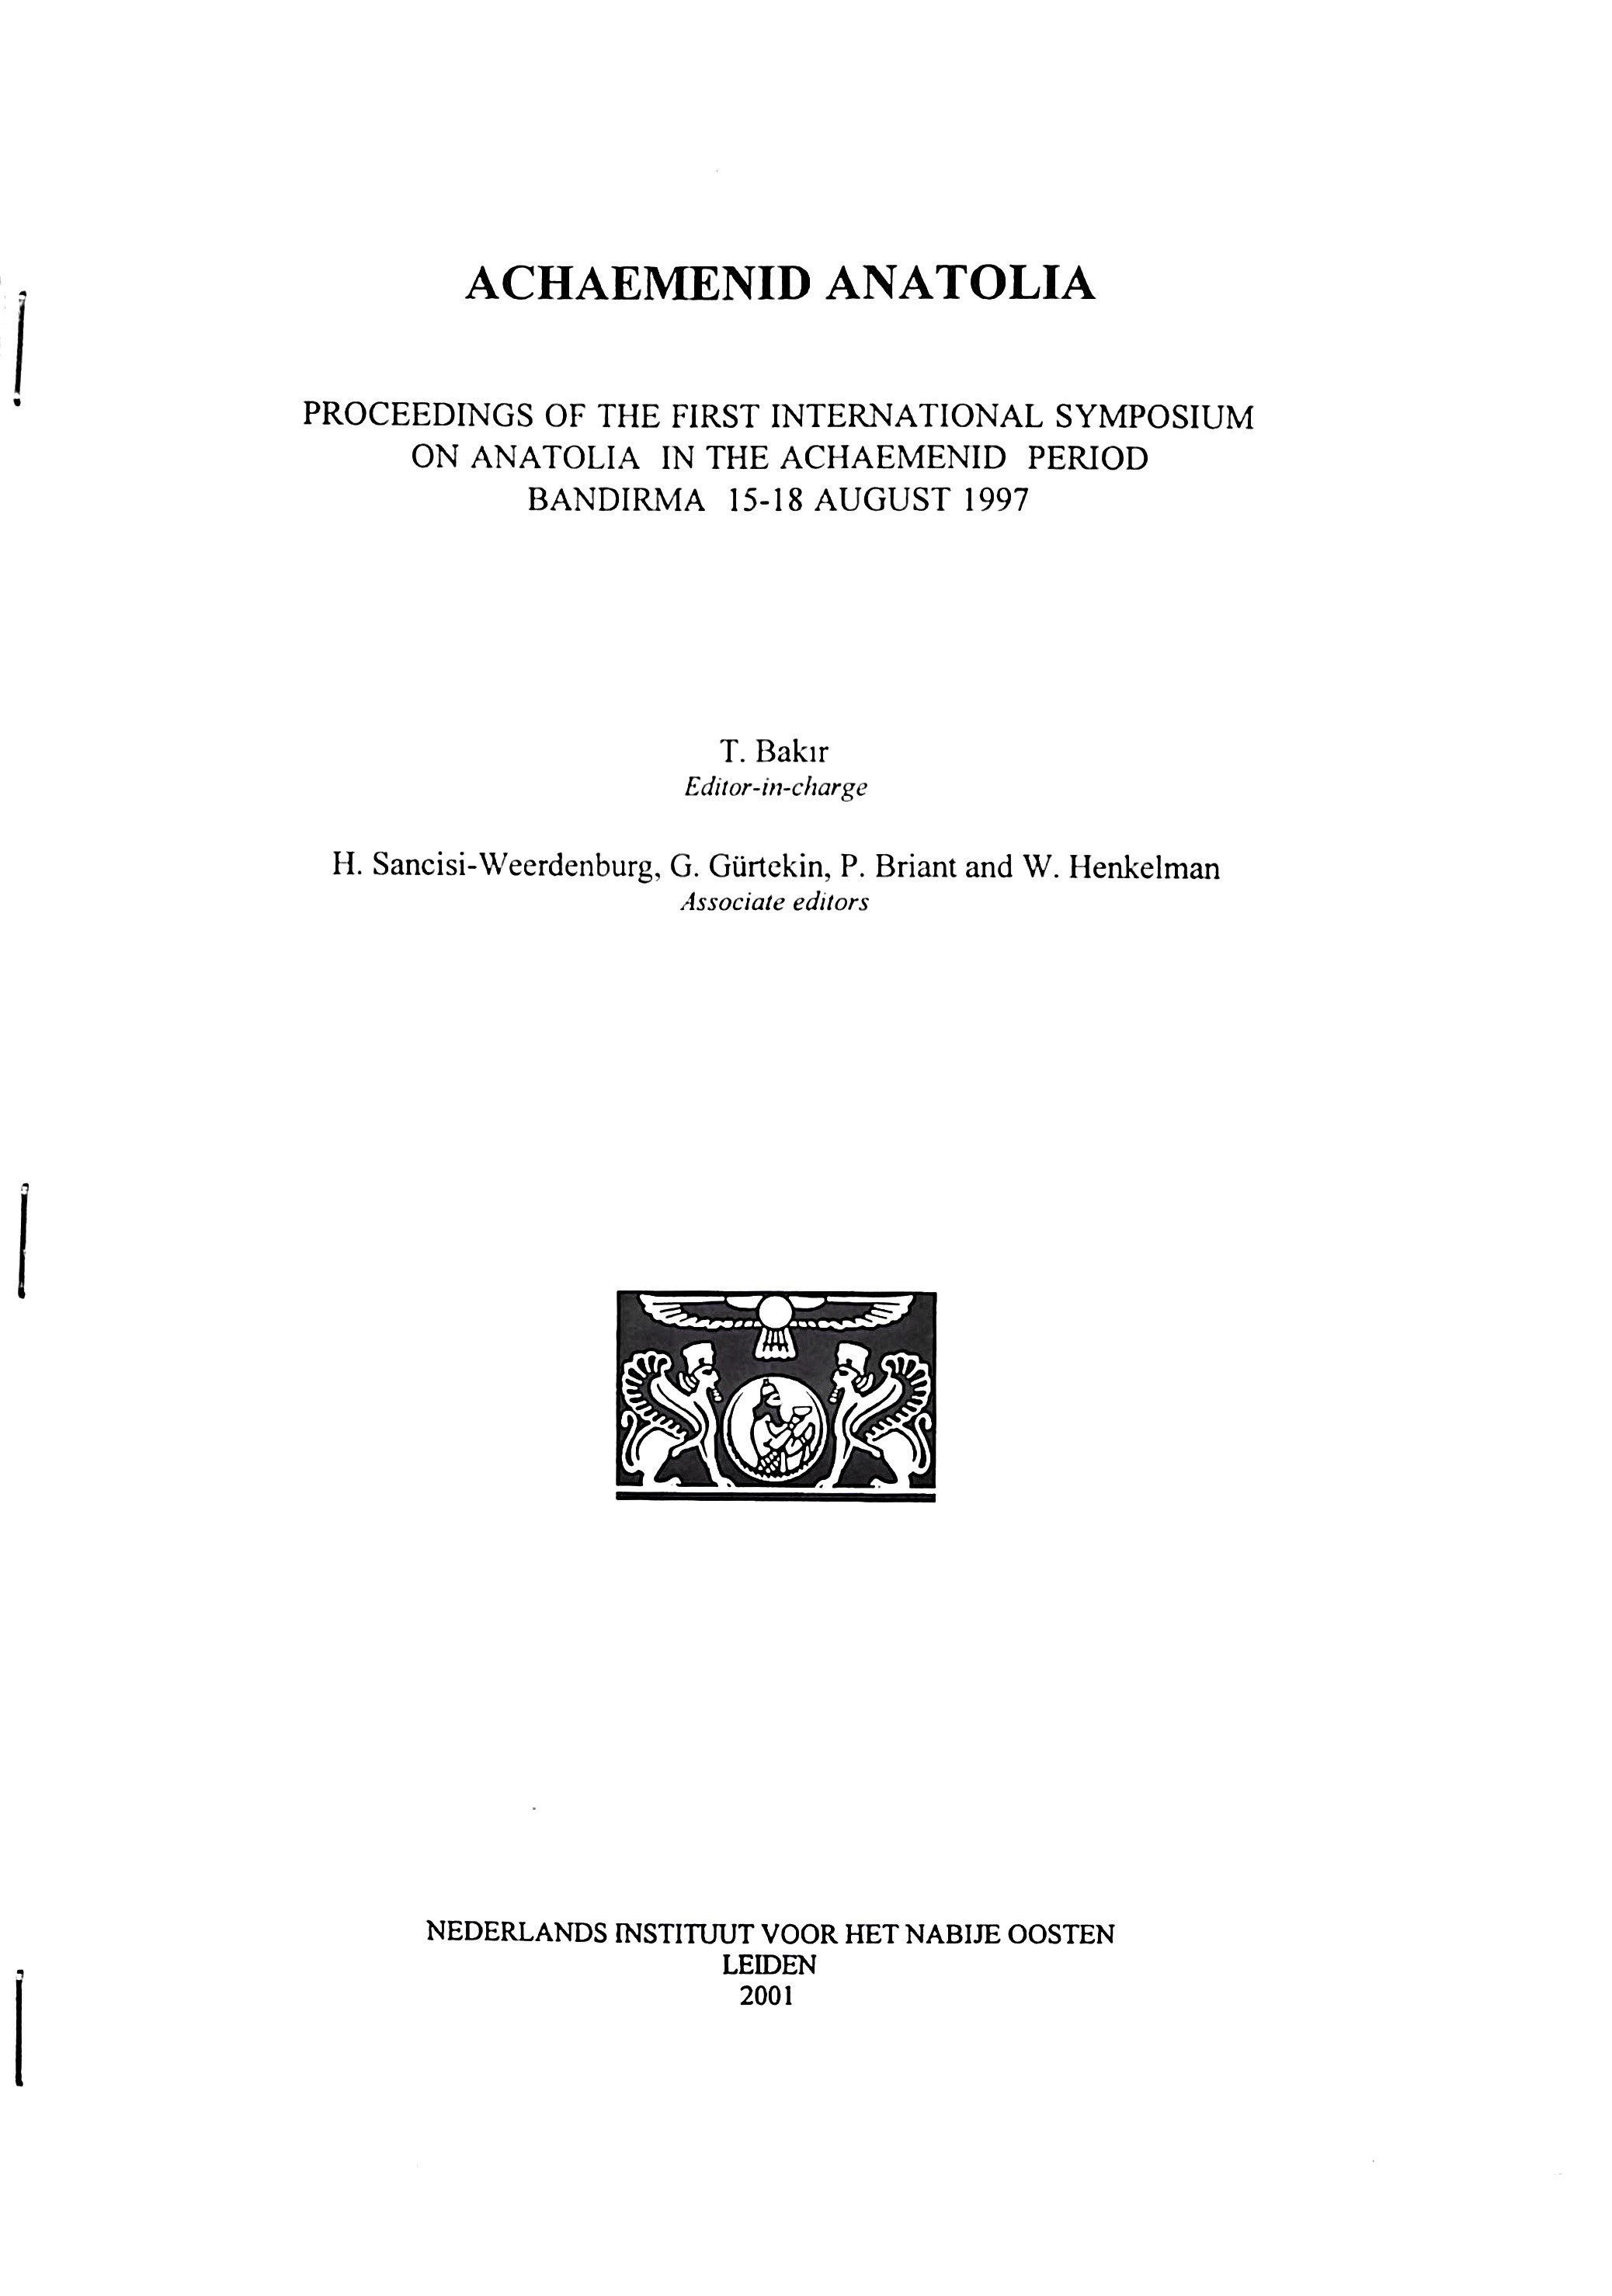 ACHAEMENID ANATOLIA
PROCEEDINGS OF THE FIRST INTERNATIONAL SYMPOSIUM
ON ANATOLIA IN THE ACHAEMENID PERIOD
BANDIRMA 15-18 AUGUST 1997
T. Bakır
Editor-in-charge
H. Sancisi-Weerdenburg, G. Gürtekin, P. Briant and W. Henkelman
Associate editors
NEDERLANDS INSTITUUT VOOR HET NABIJE OOSTEN
LEIDEN
2001